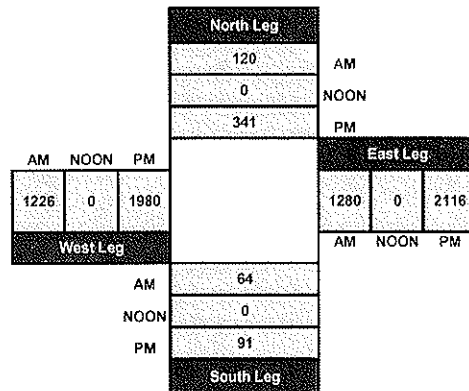 North Leg
120 AM
0 NOON
341 PM
AM NOON PM
East Leg
1226 0 1980
1280 0 2116
West Leg
AM NOON PM
AM 64
NOON 0
PM 91
South Leg